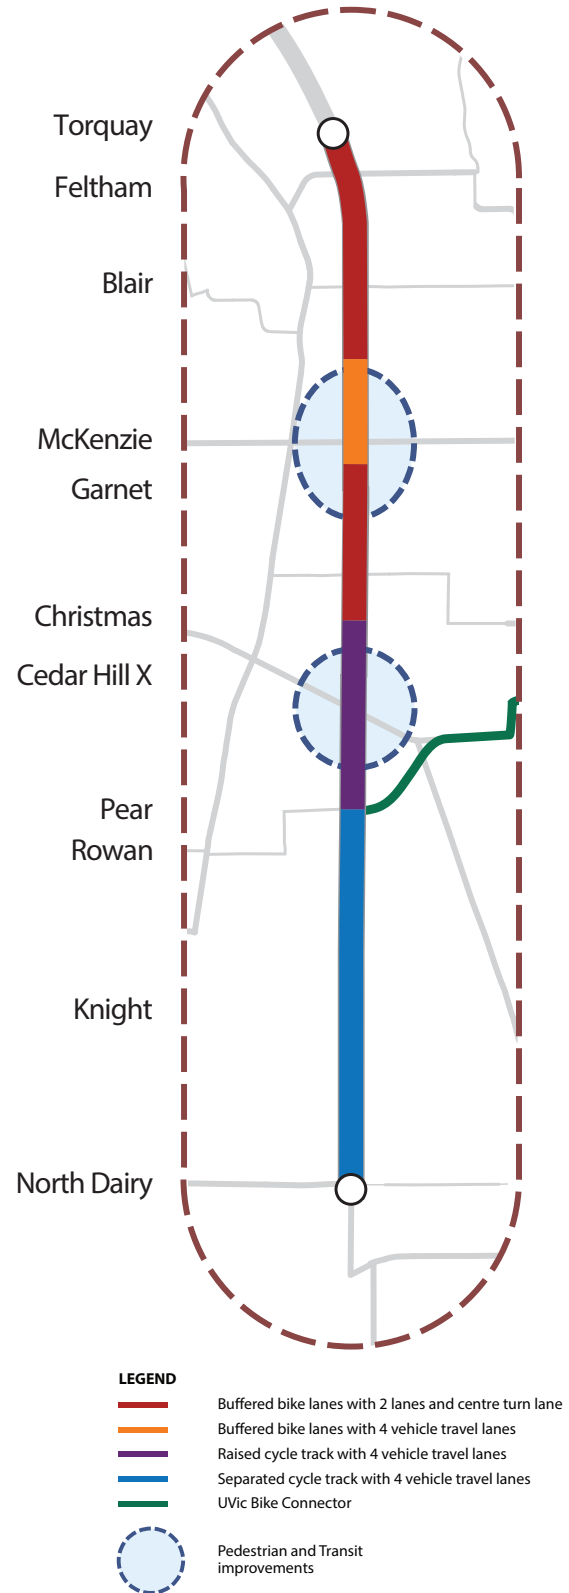 Torquay
Feltham
Blair
McKenzie
Garnet
Christmas
Cedar Hill X
Pear
Rowan
Knight
North Dairy
LEGEND
Buffered bike lanes with 2 lanes and centre turn lane
Buffered bike lanes with 4 vehicle travel lanes
Raised cycle track with 4 vehicle travel lanes
Separated cycle track with 4 vehicle travel lanes
UVic Bike Connector
Pedestrian and Transit
improvements